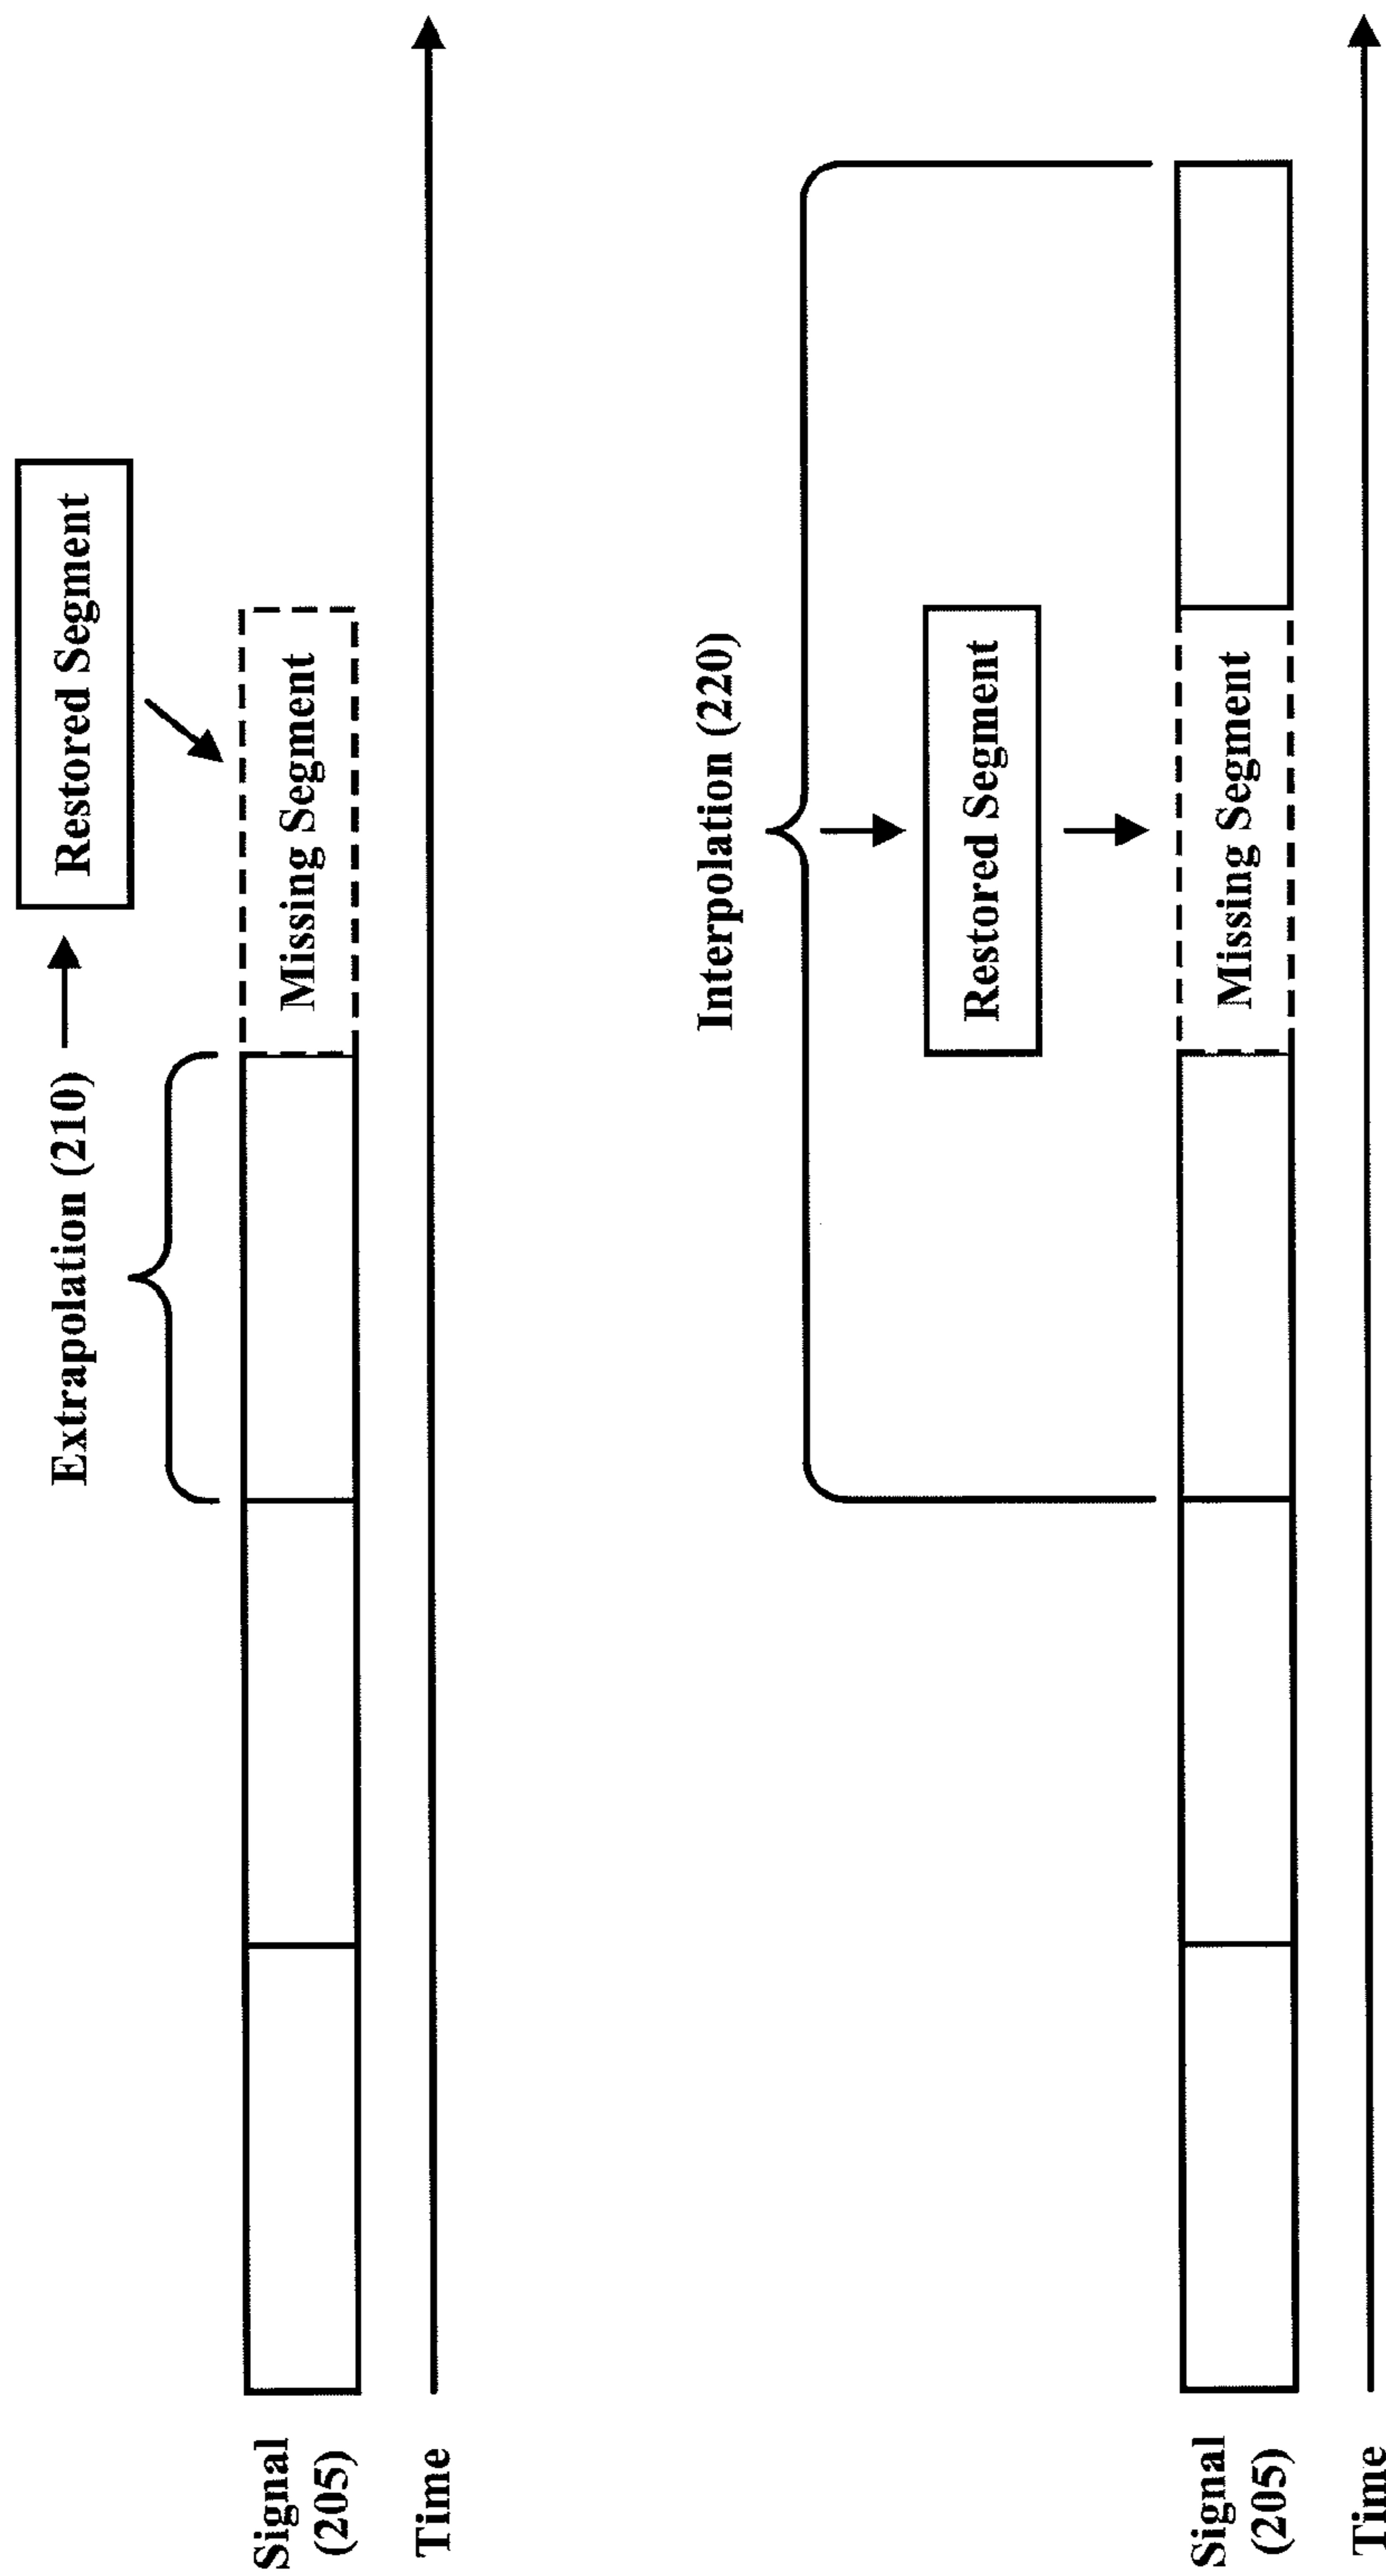 Restored Segment
Extrapolation (210)
Missing Segment
Signal
(205)
Time
Interpolation (220)
Restored Segment
Missing Segment
Signal
(205)
Time